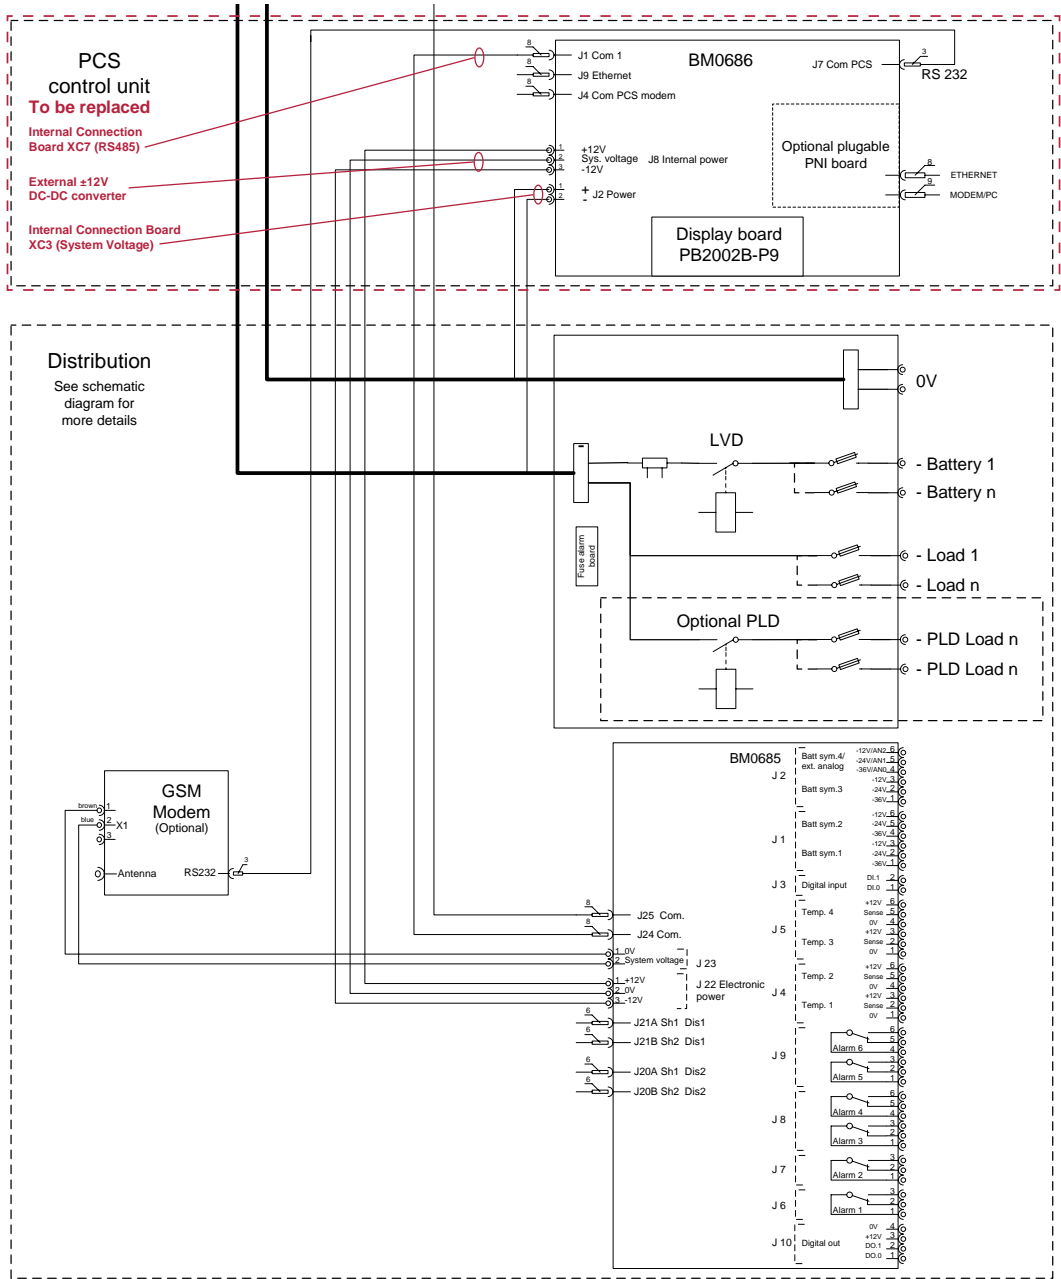 PCS
control unit
To be replaced
Internal Connection
Board XC7 (RS485)
External ±12V
DC-DC converter
Internal Connection Board
XC3 (System Voltage)
8
J1 Com 1
8
J9 Ethernet
8
J4 Com PCS modem
BM0686
J7 Com PCS
3
RS 232
1
+12V
2
Sys. voltage
J8 Internal power
3
-12V
1
+
J2 Power
2
-
Optional plugable
PNI board
8
ETHERNET
9
MODEM/PC
Display board
PB2002B-P9
Distribution
See schematic
diagram for
more details
0V
LVD
- Battery 1
- Battery n
Fuse alarm
board
- Load 1
- Load n
Optional PLD
- PLD Load n
- PLD Load n
GSM
Modem
(Optional)
brown
1
blue
2
X1
3
Antenna
RS232
3
8
J25 Com.
8
J24 Com.
1
0V
2
System voltage
J 23
1
+12V
2
0V
3
-12V
J 22 Electronic
power
6
J21A Sh1 Dis1
6
J21B Sh2 Dis1
6
J20A Sh1 Dis2
6
J20B Sh2 Dis2
BM0685
J 2
Batt sym.4/
ext. analog
-12V/AN2 6
-24V/AN1 5
-36V/AN0 4
Batt sym.3
-12V 3
-24V 2
-36V 1
J 1
Batt sym.2
-12V 6
-24V 5
-36V 4
Batt sym.1
-12V 3
-24V 2
-36V 1
J 3
Digital input
DI.1 2
DI.0 1
J 5
Temp. 4
+12V 6
Sense 5
0V 4
Temp. 3
+12V 3
Sense 2
0V 1
J 4
Temp. 2
+12V 6
Sense 5
0V 4
Temp. 1
+12V 3
Sense 2
0V 1
J 9
6
5
Alarm 6 4
3
2
Alarm 5 1
J 8
6
5
Alarm 4 4
3
2
Alarm 3 1
J 7
3
2
Alarm 2 1
J 6
3
2
Alarm 1 1
J 10
Digital out
0V 4
+12V 3
DO.1 2
DO.0 1